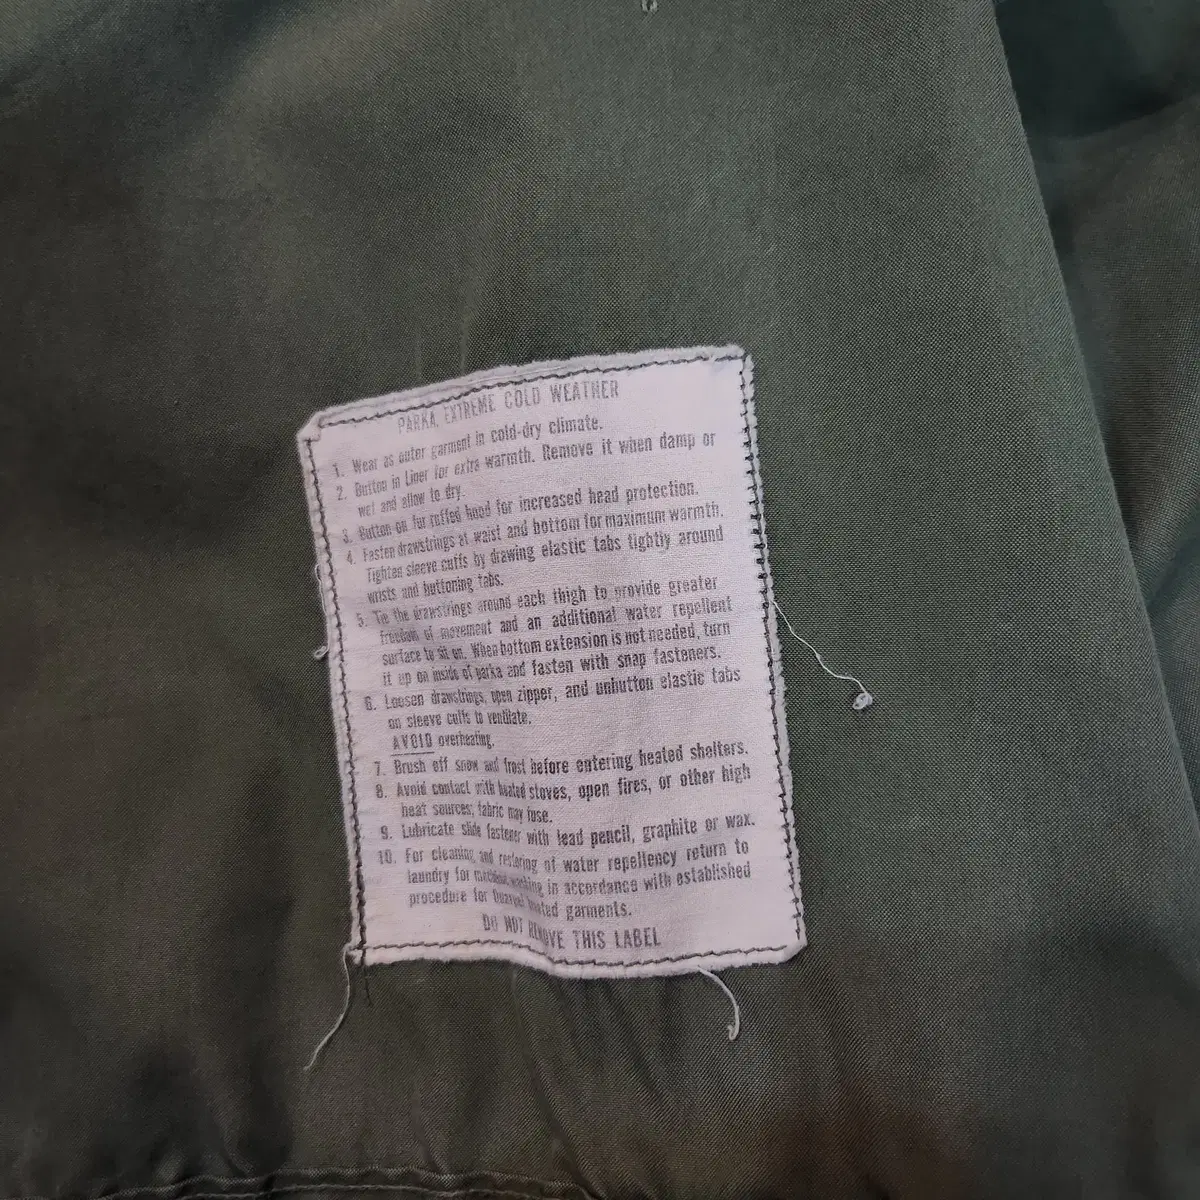 PARKA, EXTREME COLD WEATHER
1. Wear as outer garment in cold-dry climate.
2. Button in Liner for extra warmth. Remove it when damp or
wet and allow to dry.
3. Button on fur ruffed hood for increased head protection.
4. Fasten drawstrings at waist and bottom for maximum warmth.
Tighten sleeve cuffs by drawing elastic tabs tightly around
wrists and buttoning tabs.
5. Tie the drawstrings around each thigh to provide greater
freedom of movement and an additional water repellent
surface to sit on. When bottom extension is not needed, turn
it up on inside of parka and fasten with snap fasteners.
6. Loosen drawstrings, open zipper, and unbutton elastic tabs
on sleeve cuffs to ventilate.
AVOID overheating.
7. Brush off snow and frost before entering heated shelters.
8. Avoid contact with heated stoves, open fires, or other high
heat sources; fabric may fuse.
9. Lubricate slide fastener with lead pencil, graphite or wax.
10. For cleaning and restoring of water repellency return to
laundry for machine washing in accordance with established
procedure for Quarpel treated garments.
DO NOT REMOVE THIS LABEL